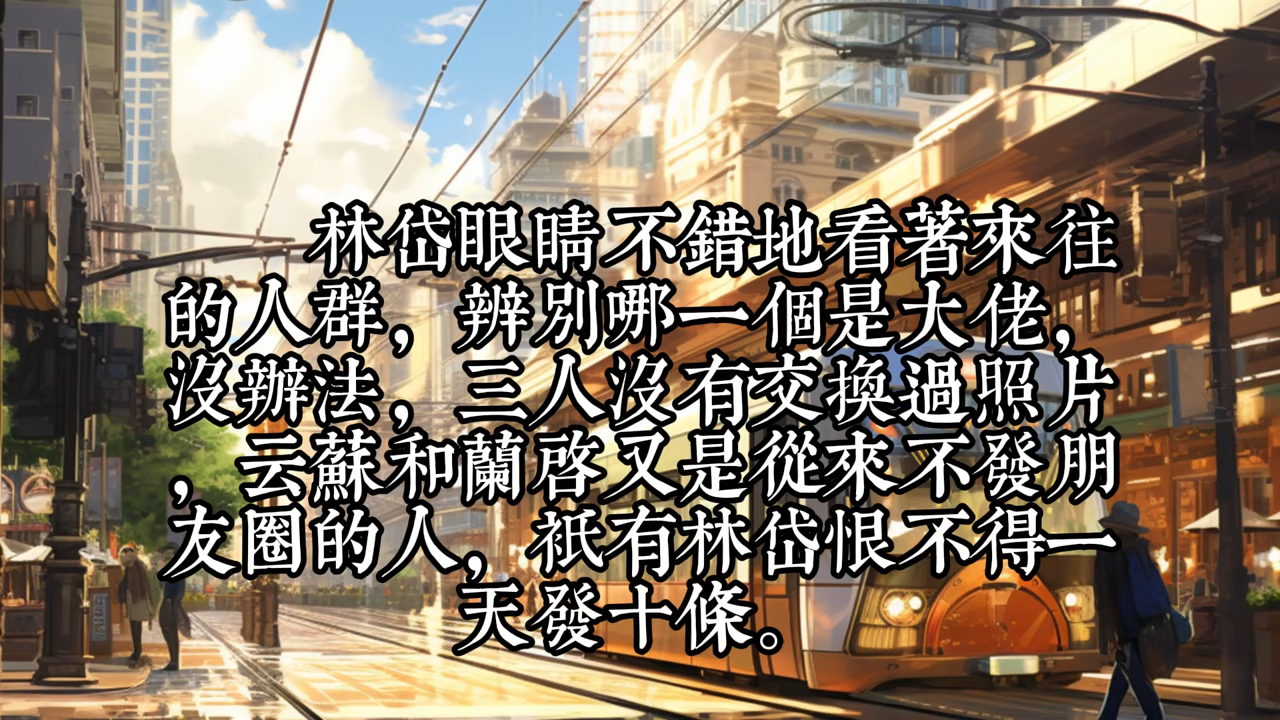 林岱眼睛不錯地看著來往
的人群，辨別哪一個是大佬，
沒辦法，三人沒有交換過照片
，云蘇和蘭啓又是從來不發朋
友圈的人，衹有林岱恨不得一
天發十條。